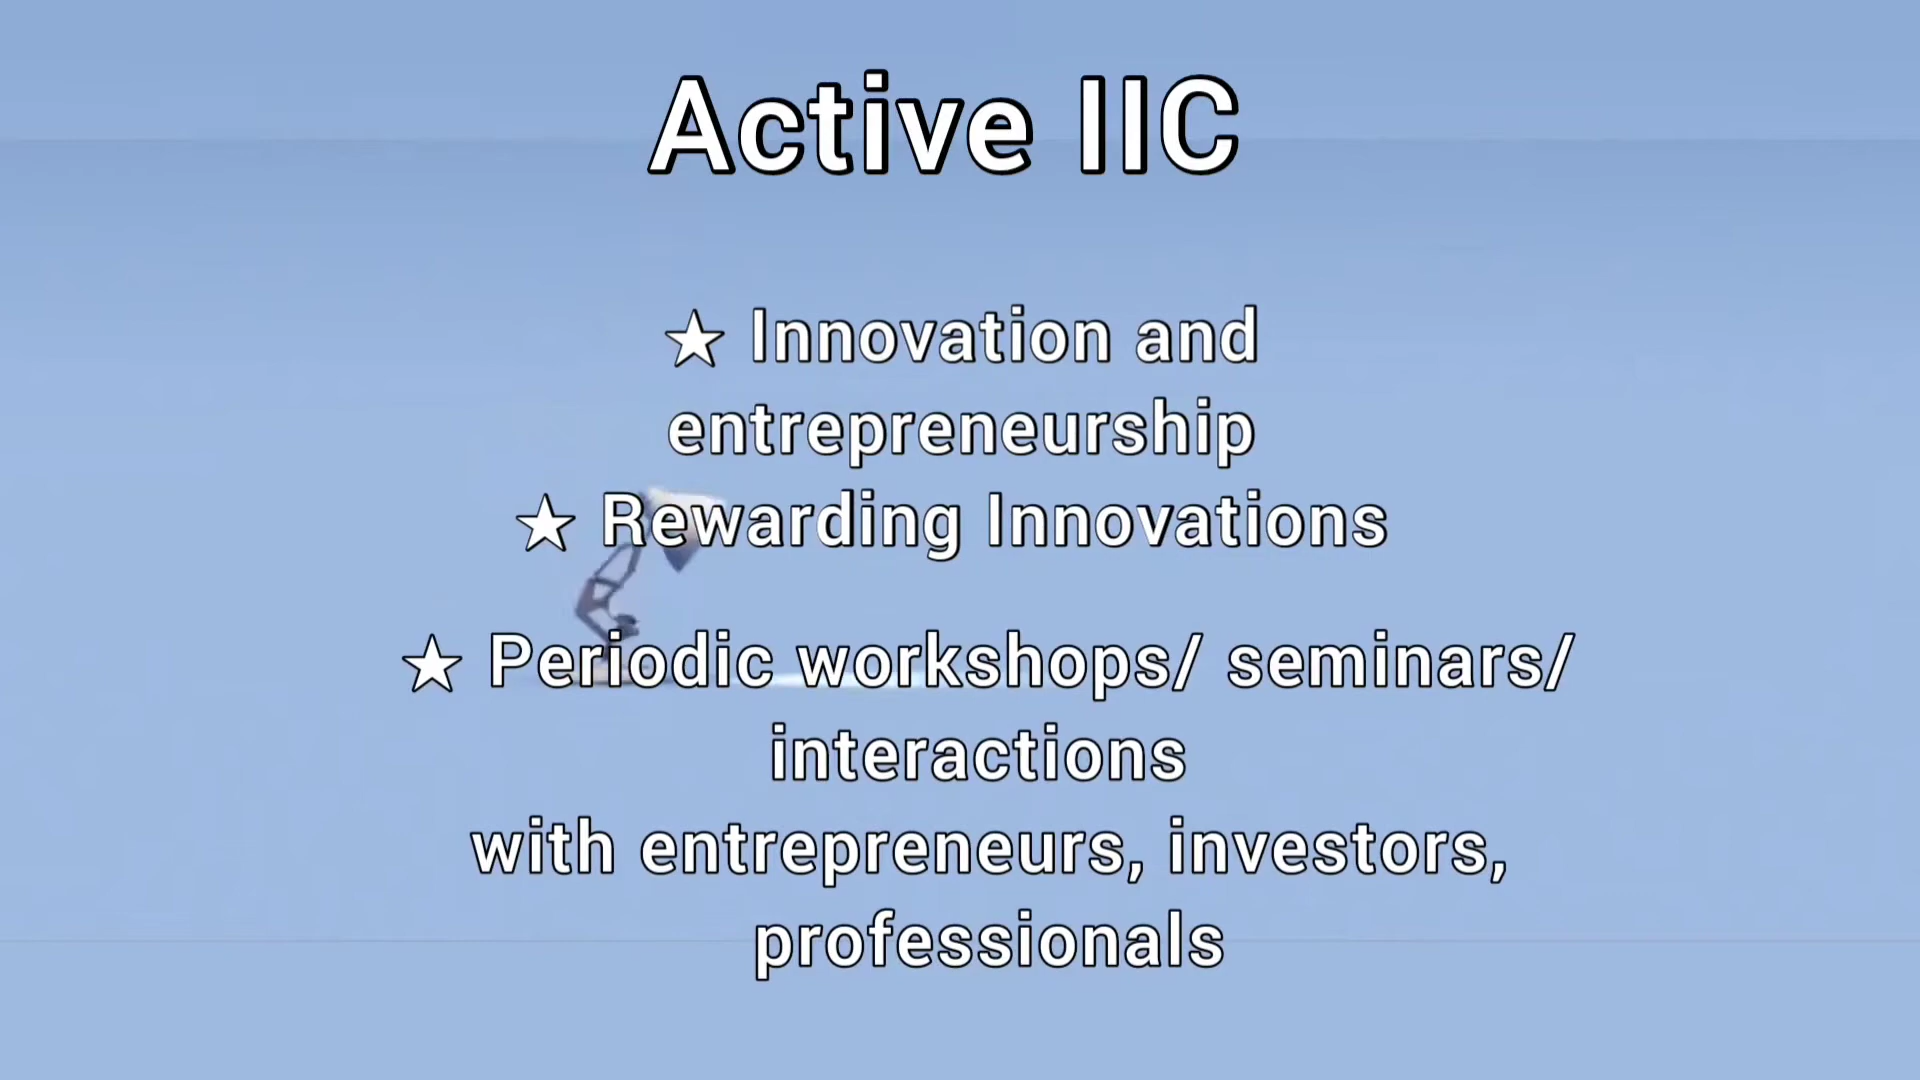 Active IIC
★ Innovation and
entrepreneurship
★ Rewarding Innovations
★ Periodic workshops/ seminars/
interactions
with entrepreneurs, investors,
professionals